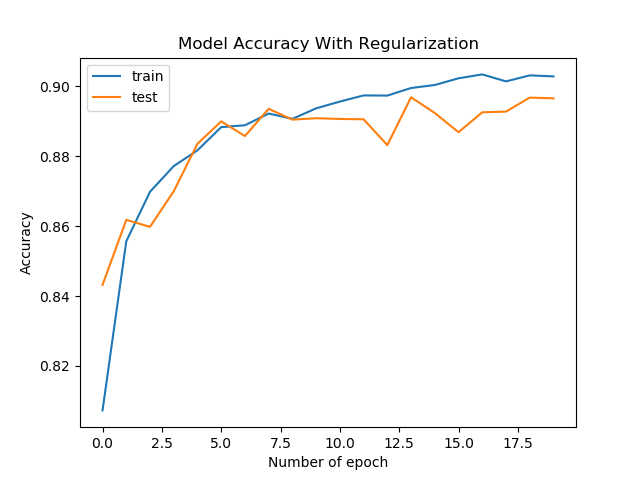 Model Accuracy With Regularization
train
test
0.90
0.88
0.86
0.84
0.82
Accuracy
0.0 2.5 5.0 7.5 10.0 12.5 15.0 17.5
Number of epoch